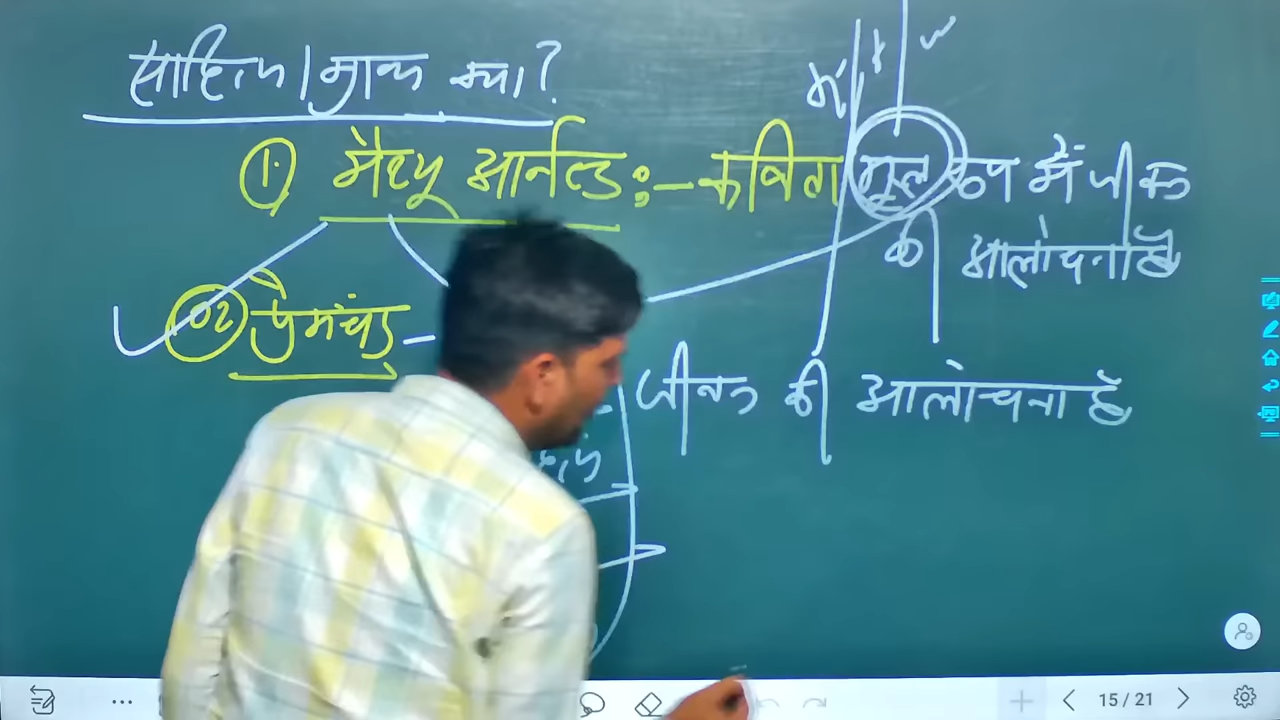 साहित्य / काव्य क्या?
① मैथ्यू आर्नल्ड :- कविता मूल रूप में जीवन
की आलोचना है
02 प्रेमचंद - जीवन की आलोचना है
15 / 21